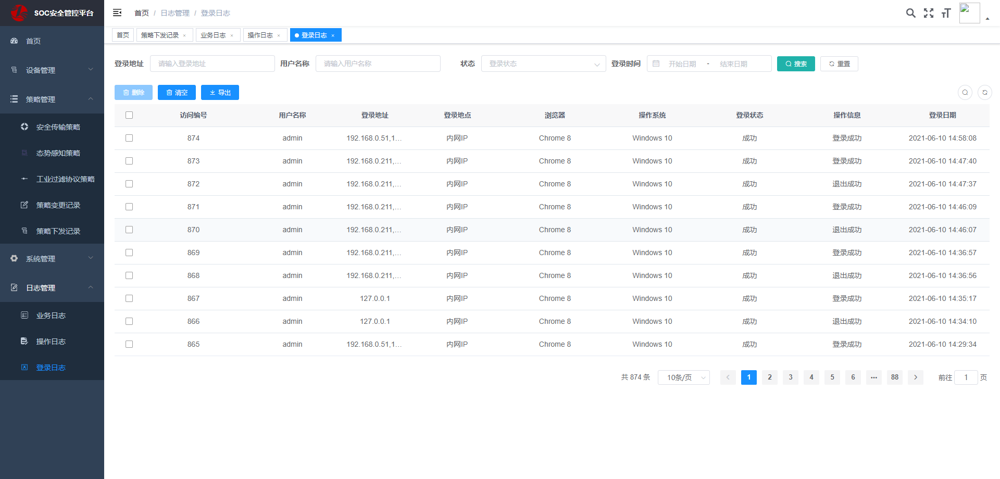 SOC安全管控平台
首页 / 日志管理 / 登录日志
首页
策略下发记录 ×
业务日志 ×
操作日志 ×
登录日志 ×
首页
设备管理
策略管理
安全传输策略
态势感知策略
工业过滤协议策略
策略变更记录
策略下发记录
系统管理
日志管理
业务日志
操作日志
登录日志
登录地址 请输入登录地址 用户名称 请输入用户名称 状态 登录状态 登录时间 开始日期 - 结束日期 搜索 重置
删除 清空 导出
访问编号 用户名称 登录地址 登录地点 浏览器 操作系统 登录状态 操作信息 登录日期
874 admin 192.168.0.51,1... 内网IP Chrome 8 Windows 10 成功 登录成功 2021-06-10 14:58:08
873 admin 192.168.0.211,... 内网IP Chrome 8 Windows 10 成功 登录成功 2021-06-10 14:47:40
872 admin 192.168.0.211,... 内网IP Chrome 8 Windows 10 成功 退出成功 2021-06-10 14:47:37
871 admin 192.168.0.211,... 内网IP Chrome 8 Windows 10 成功 登录成功 2021-06-10 14:46:09
870 admin 192.168.0.211,... 内网IP Chrome 8 Windows 10 成功 退出成功 2021-06-10 14:46:07
869 admin 192.168.0.211,... 内网IP Chrome 8 Windows 10 成功 登录成功 2021-06-10 14:36:57
868 admin 192.168.0.211,... 内网IP Chrome 8 Windows 10 成功 退出成功 2021-06-10 14:36:56
867 admin 127.0.0.1 内网IP Chrome 8 Windows 10 成功 登录成功 2021-06-10 14:35:17
866 admin 127.0.0.1 内网IP Chrome 8 Windows 10 成功 退出成功 2021-06-10 14:34:10
865 admin 192.168.0.51,1... 内网IP Chrome 8 Windows 10 成功 登录成功 2021-06-10 14:29:34
共 874 条 10条/页 1 2 3 4 5 6 ... 88 前往 1 页